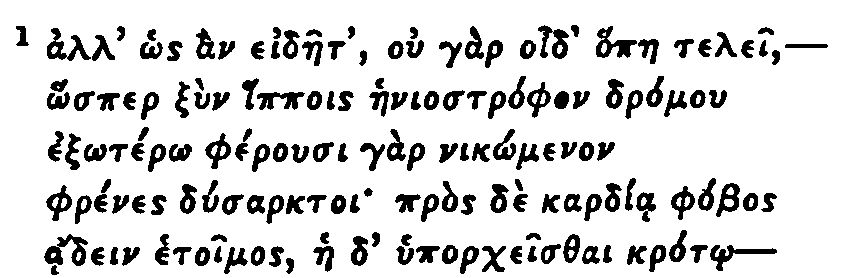 1 ἀλλ’ ὡς ἂν εἰδῆτ’, οὐ γὰρ οἶδ’ ὅπη τελεῖ,—
ὥσπερ ξὺν ἵπποις ἡνιοστρόφον δρόμου
ἐξωτέρω φέρουσι γὰρ νικώμενον
φρένες δύσαρκτοι· πρὸς δὲ καρδίᾳ φόβος
ᾄδειν ἑτοῖμος, ἡ δ’ ὑπορχεῖσθαι κρότῳ—